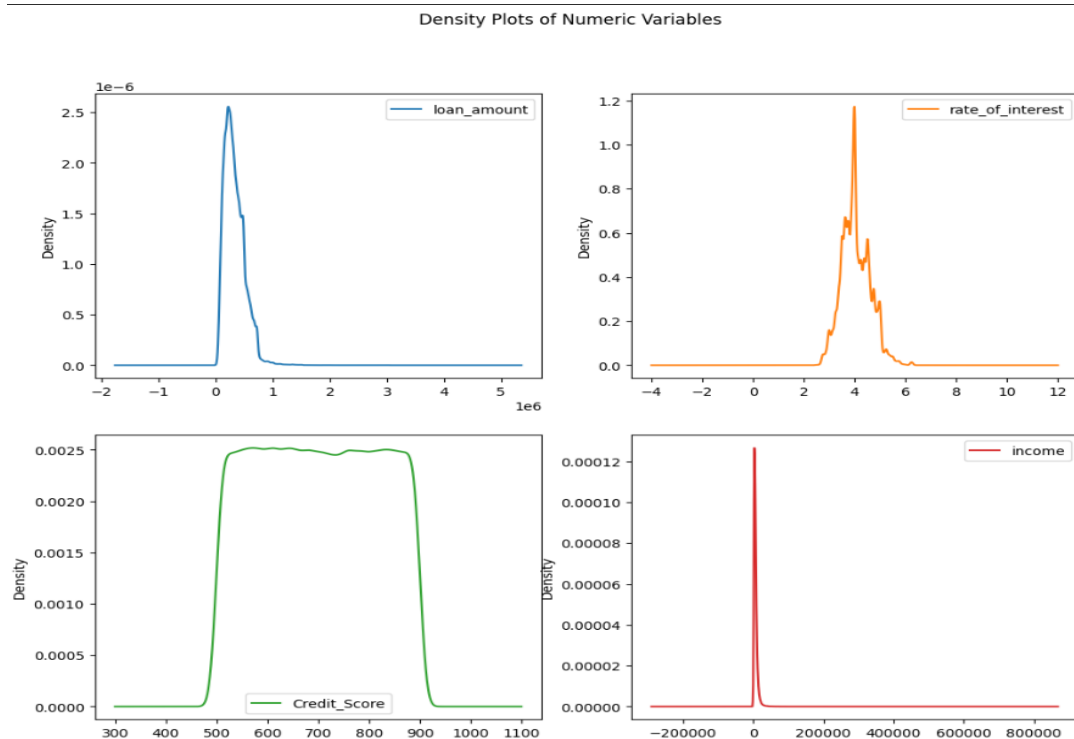 Density Plots of Numeric Variables
1e−6
loan_amount
2.5
2.0
1.5
1.0
0.5
0.0
Density
−2 −1 0 1 2 3 4 5
1e6
rate_of_interest
1.2
1.0
0.8
0.6
0.4
0.2
0.0
Density
−4 −2 0 2 4 6 8 10 12
0.0025
0.0020
0.0015
0.0010
0.0005
0.0000
Density
Credit_Score
300 400 500 600 700 800 900 1000 1100
income
0.00012
0.00010
0.00008
0.00006
0.00004
0.00002
0.00000
Density
−200000 0 200000 400000 600000 800000